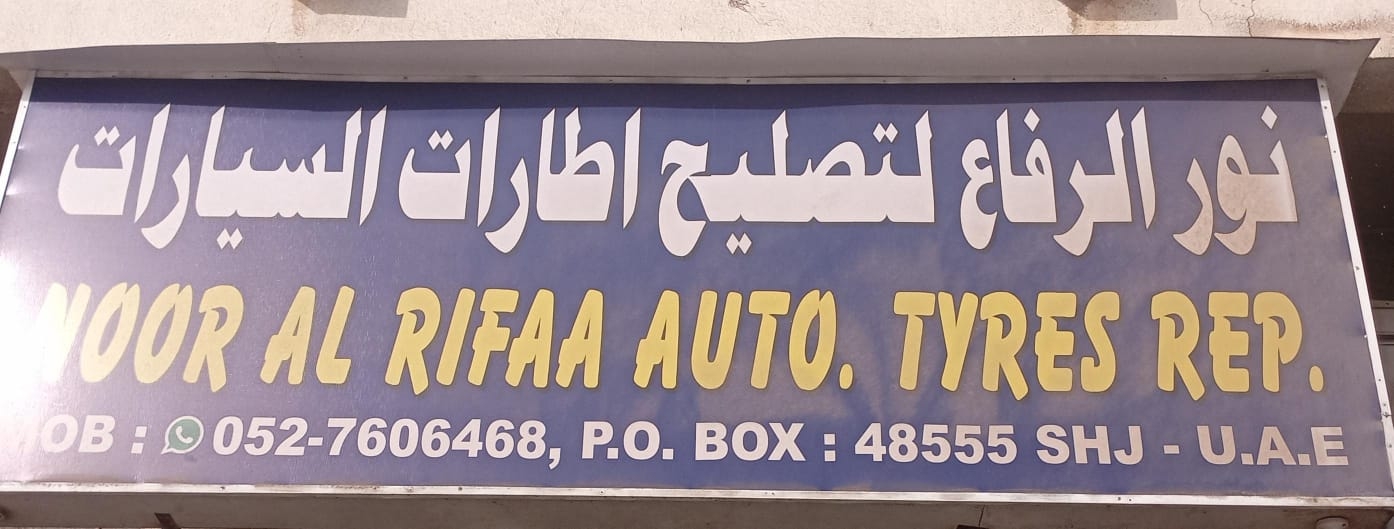 نور الرفاع لتصليح اطارات السيارات
NOOR AL RIFAA AUTO. TYRES REP.
OB : 052-7606468, P.O. BOX : 48555 SHJ - U.A.E